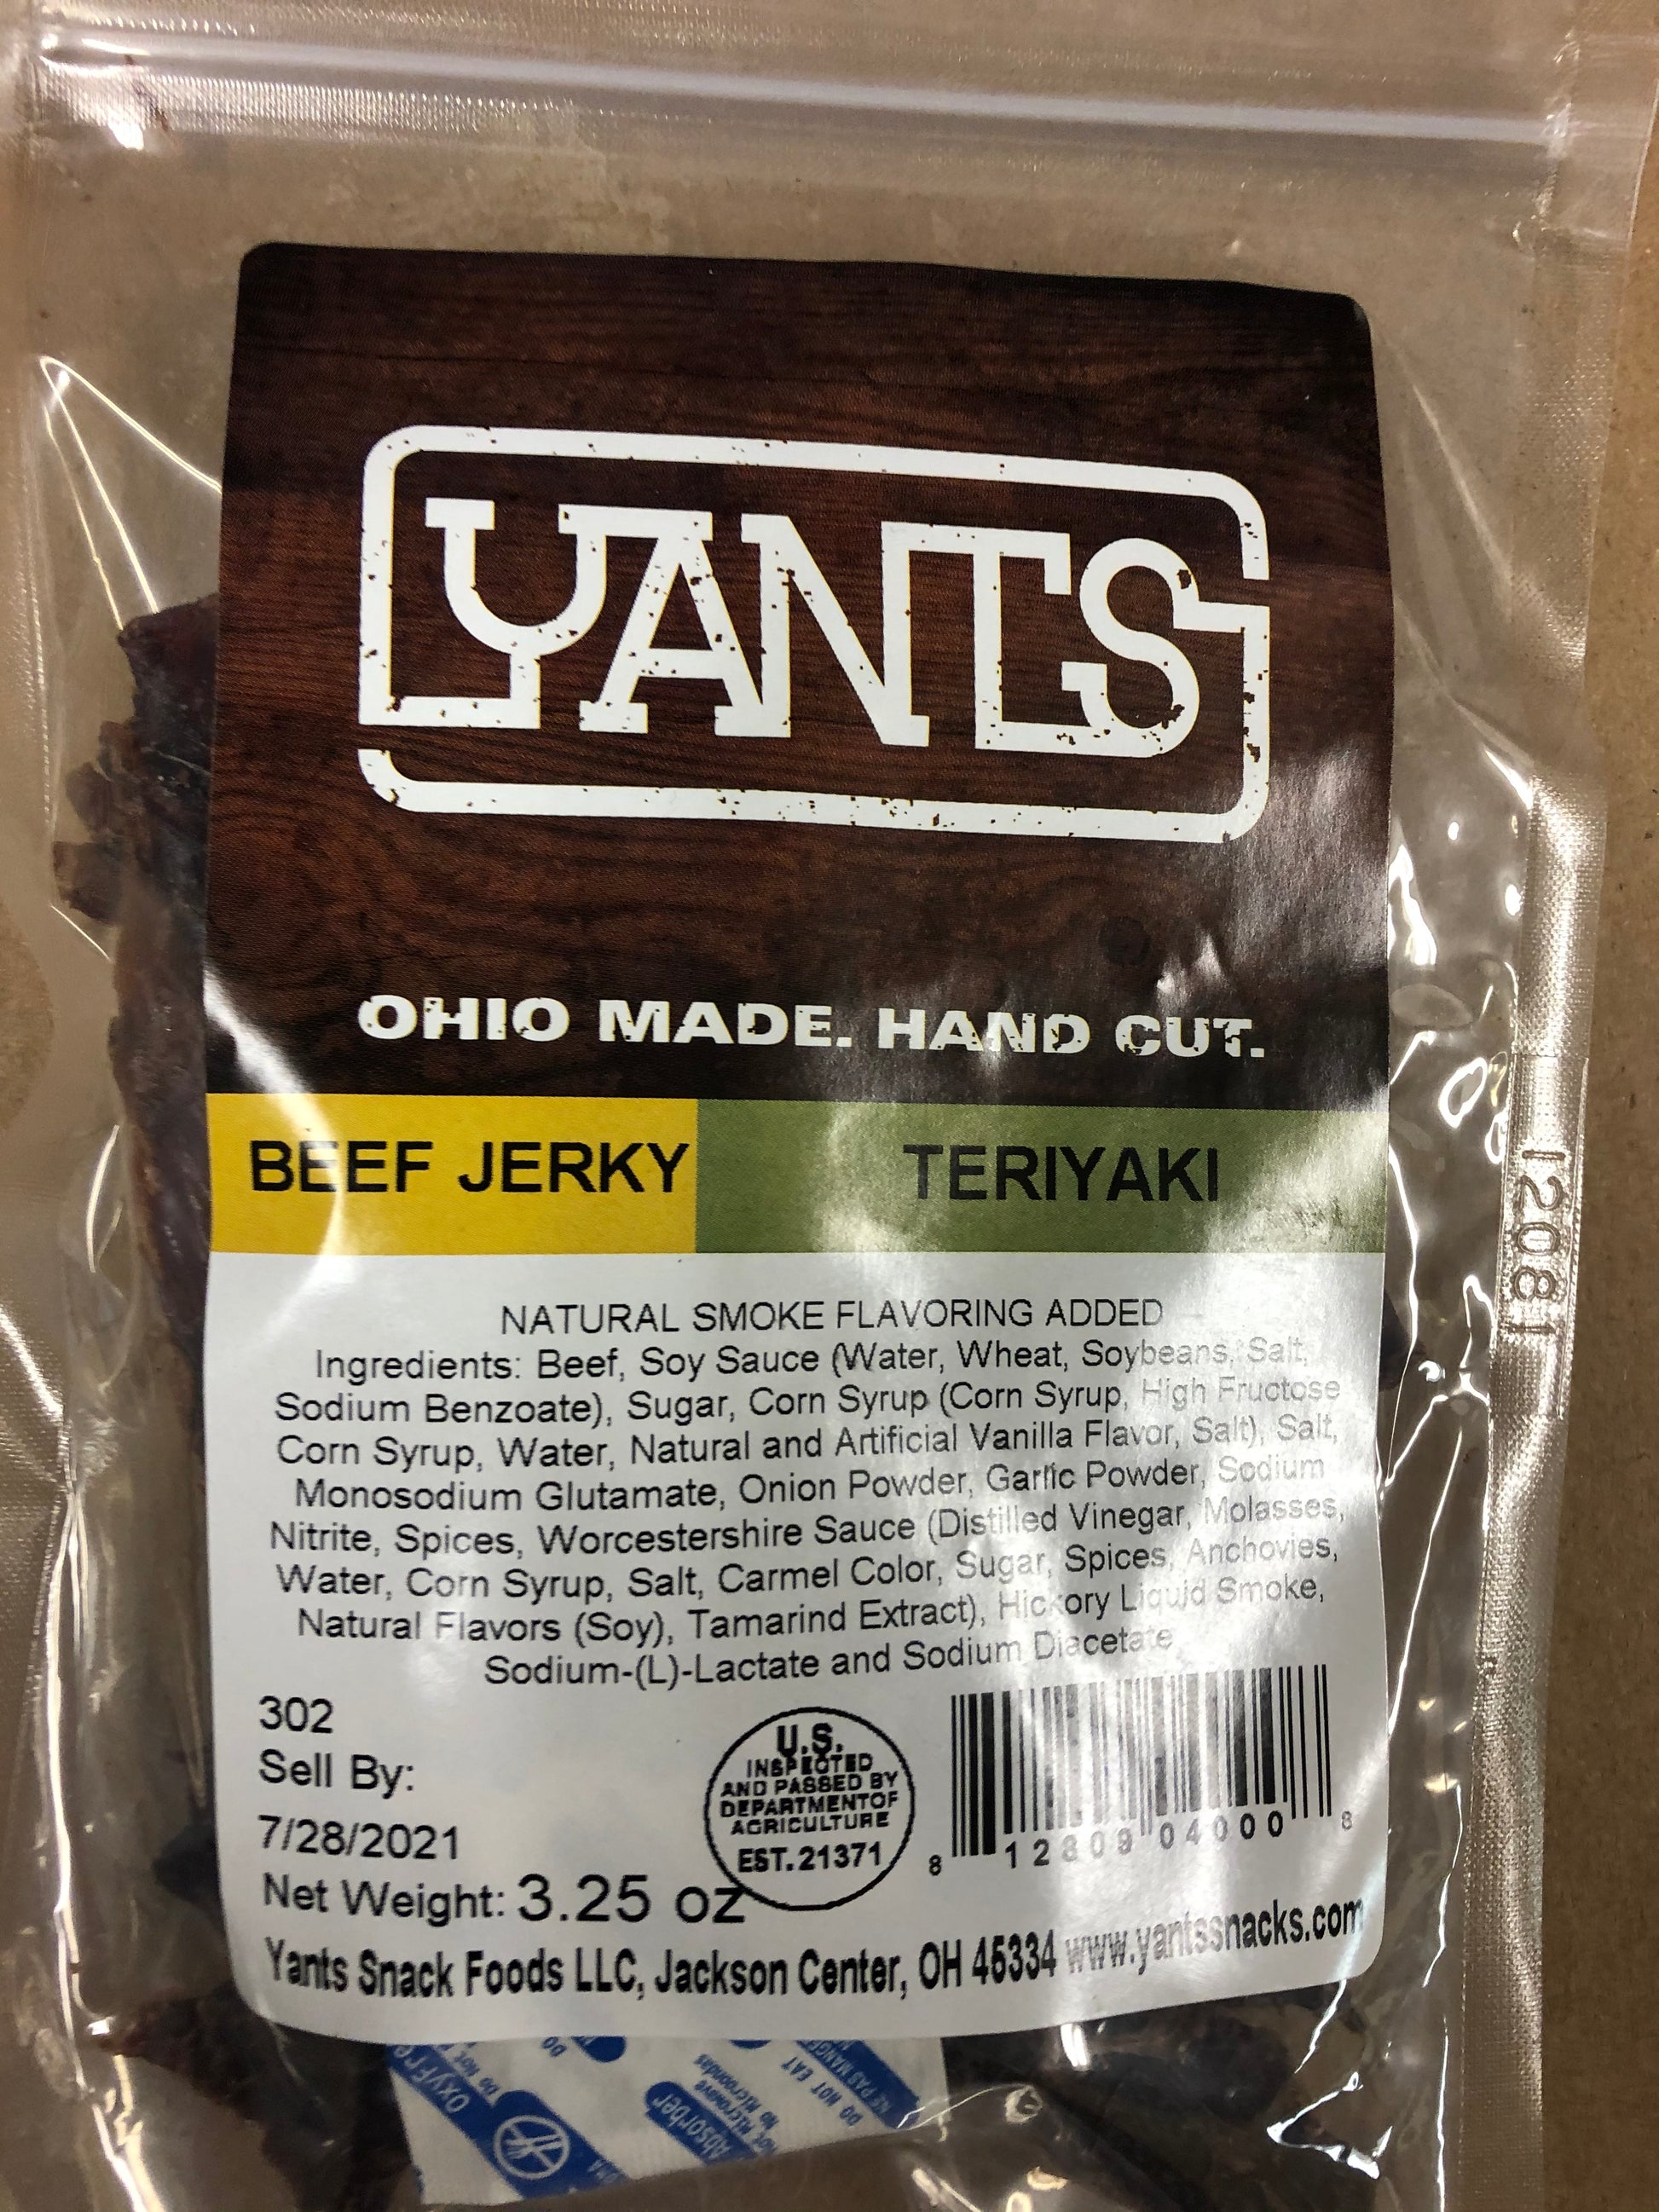 YANTS
OHIO MADE. HAND CUT.
BEEF JERKY TERIYAKI
NATURAL SMOKE FLAVORING ADDED
Ingredients: Beef, Soy Sauce (Water, Wheat, Soybeans, Salt,
Sodium Benzoate), Sugar, Corn Syrup (Corn Syrup, High Fructose
Corn Syrup, Water, Natural and Artificial Vanilla Flavor, Salt), Salt,
Monosodium Glutamate, Onion Powder, Garlic Powder, Sodium
Nitrite, Spices, Worcestershire Sauce (Distilled Vinegar, Molasses,
Water, Corn Syrup, Salt, Carmel Color, Sugar, Spices, Anchovies,
Natural Flavors (Soy), Tamarind Extract), Hickory Liquid Smoke,
Sodium-(L)-Lactate and Sodium Diacetate
302
Sell By:
7/28/2021
Net Weight: 3.25 oz
U.S.
INSPECTED
AND PASSED BY
DEPARTMENTOF
AGRICULTURE
EST. 21371
8 12809 04000 8
Yants Snack Foods LLC, Jackson Center, OH 45334 www.yantssnacks.com
12081
Absorber
DO NOT EAT